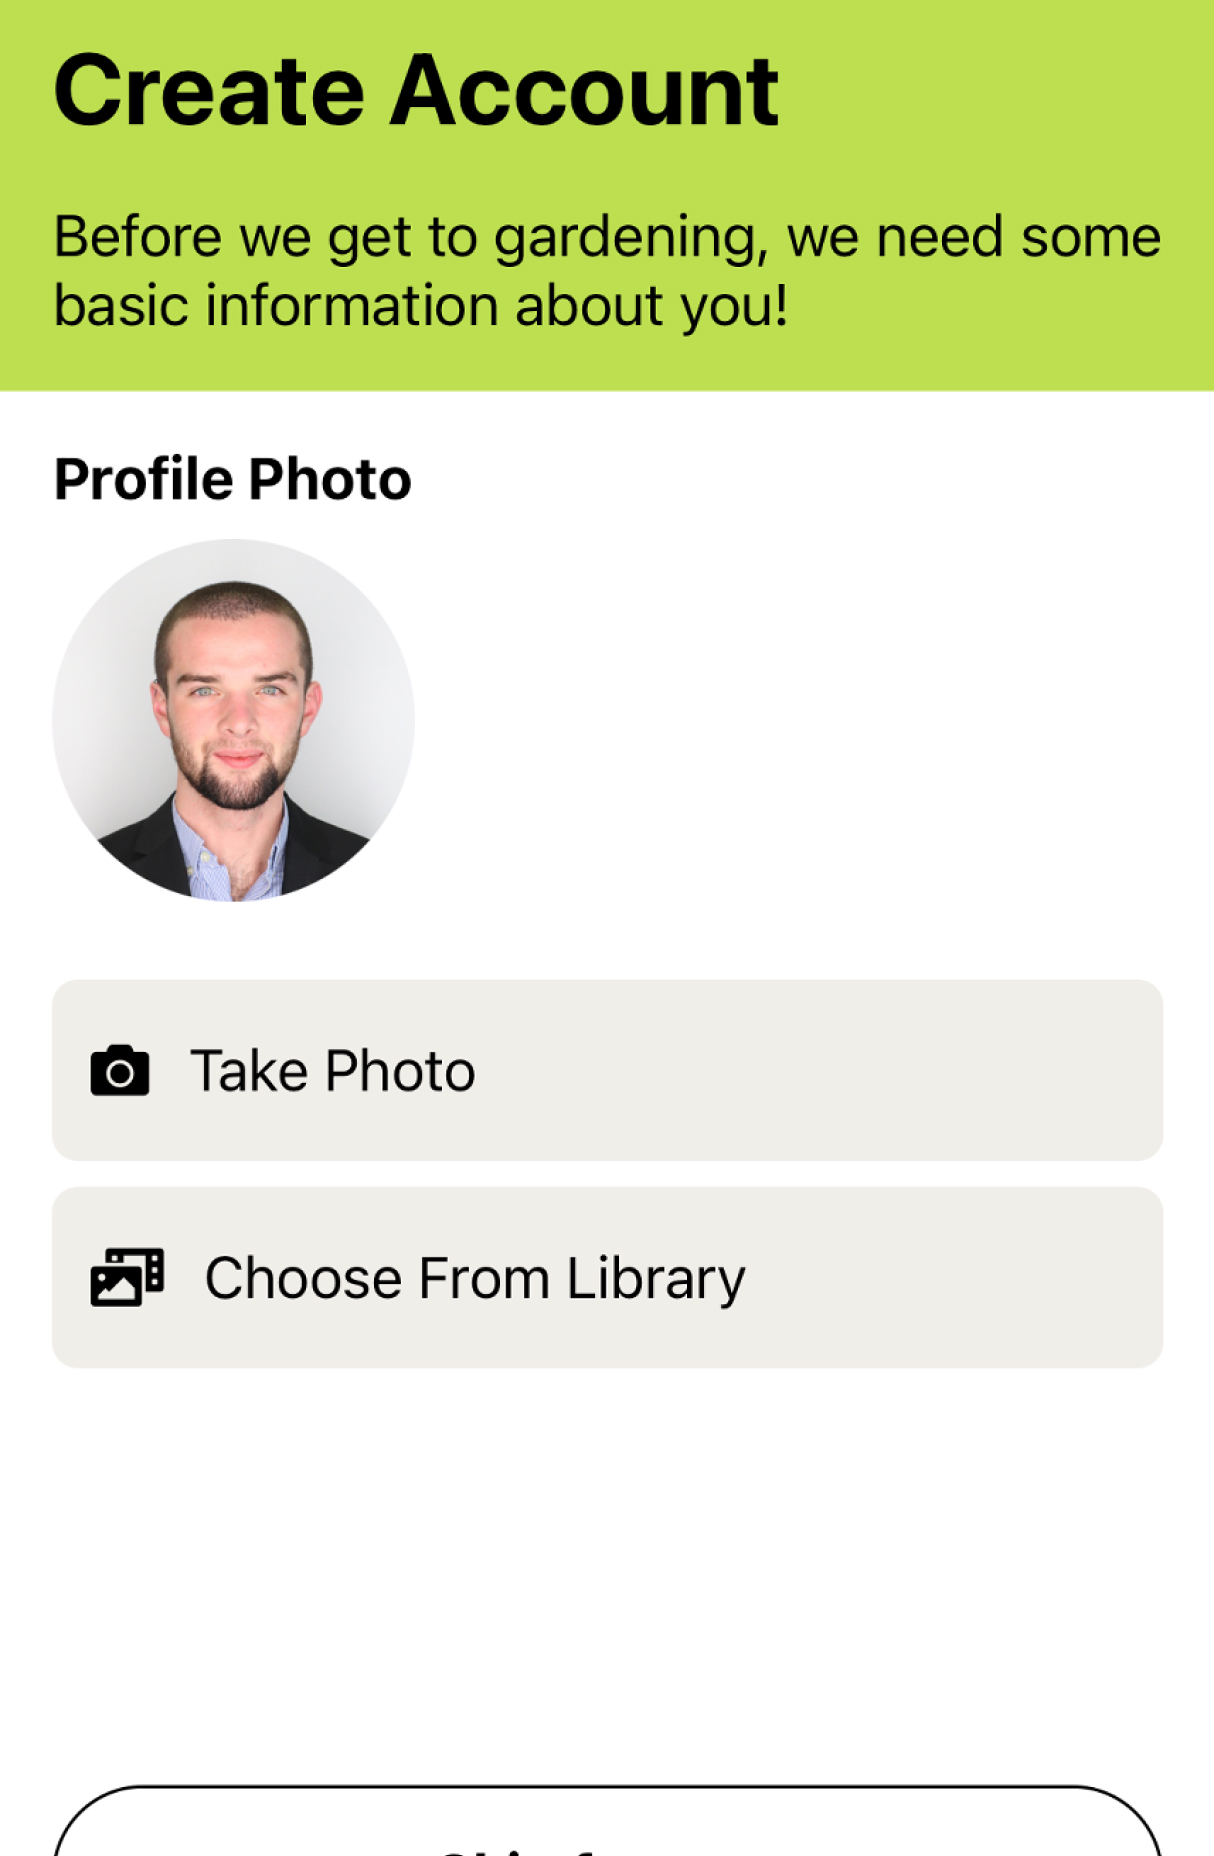 Create Account
Before we get to gardening, we need some
basic information about you!
Profile Photo
Take Photo
Choose From Library